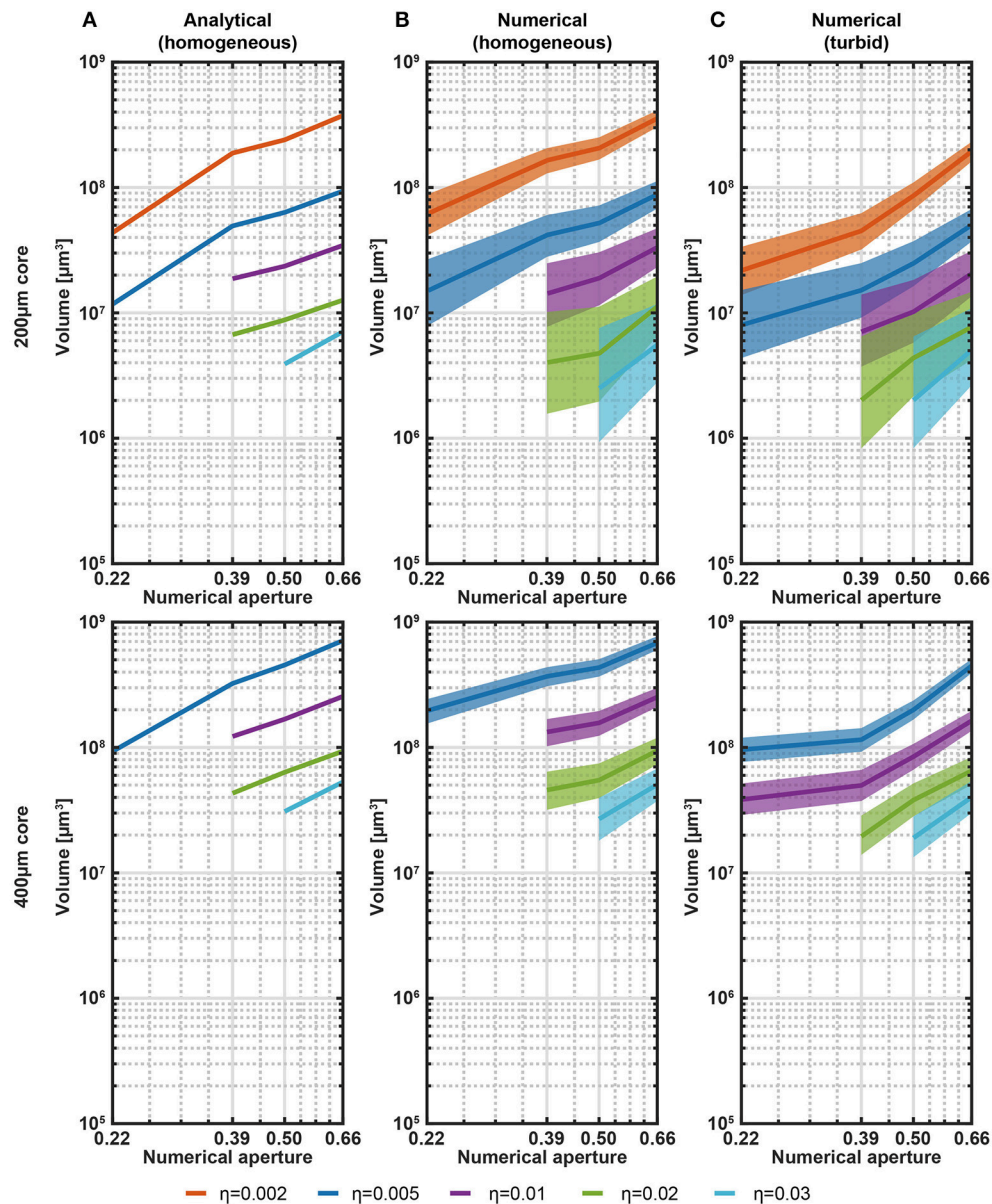 A
Analytical
(homogeneous)
B
Numerical
(homogeneous)
C
Numerical
(turbid)
200µm core
Volume [µm³]
10⁹
10⁸
10⁷
10⁶
10⁵
0.22 0.39 0.50 0.66
Numerical aperture
Volume [µm³]
10⁹
10⁸
10⁷
10⁶
10⁵
0.22 0.39 0.50 0.66
Numerical aperture
Volume [µm³]
10⁹
10⁸
10⁷
10⁶
10⁵
0.22 0.39 0.50 0.66
Numerical aperture
400µm core
Volume [µm³]
10⁹
10⁸
10⁷
10⁶
10⁵
0.22 0.39 0.50 0.66
Numerical aperture
Volume [µm³]
10⁹
10⁸
10⁷
10⁶
10⁵
0.22 0.39 0.50 0.66
Numerical aperture
Volume [µm³]
10⁹
10⁸
10⁷
10⁶
10⁵
0.22 0.39 0.50 0.66
Numerical aperture
η=0.002 η=0.005 η=0.01 η=0.02 η=0.03